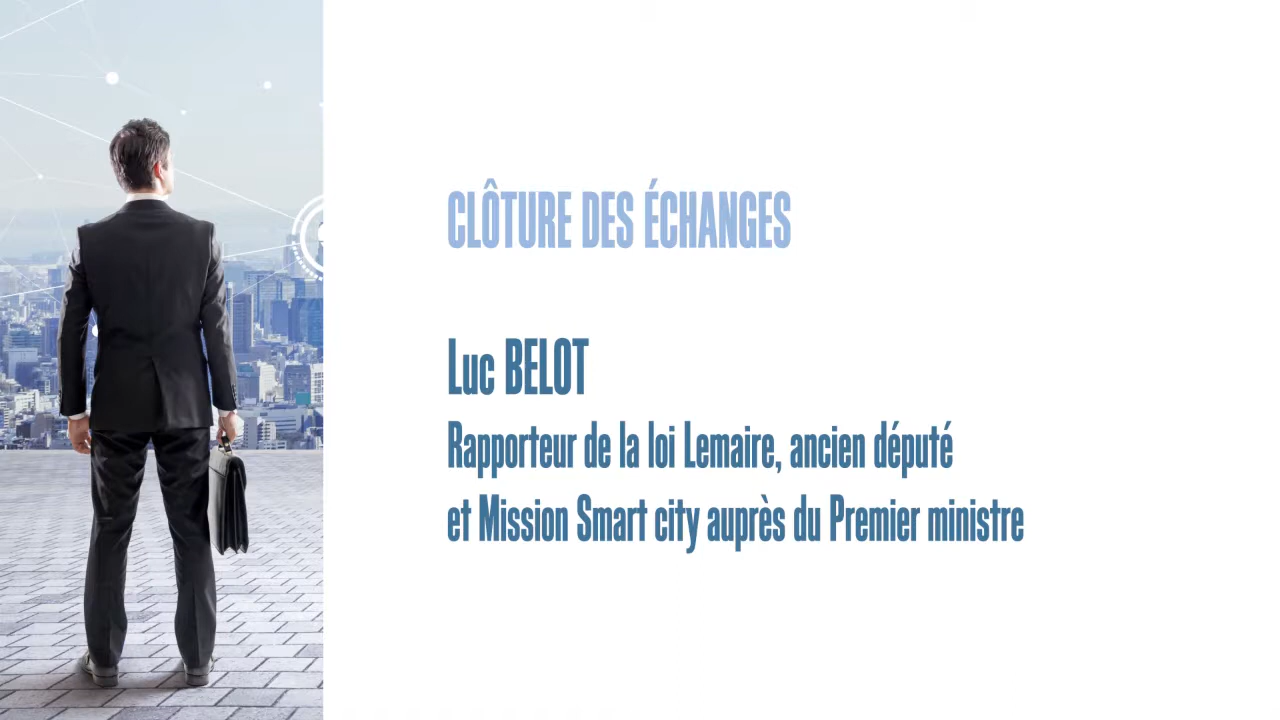 CLÔTURE DES ÉCHANGES
Luc BELOT
Rapporteur de la loi Lemaire, ancien député
et Mission Smart city auprès du Premier ministre